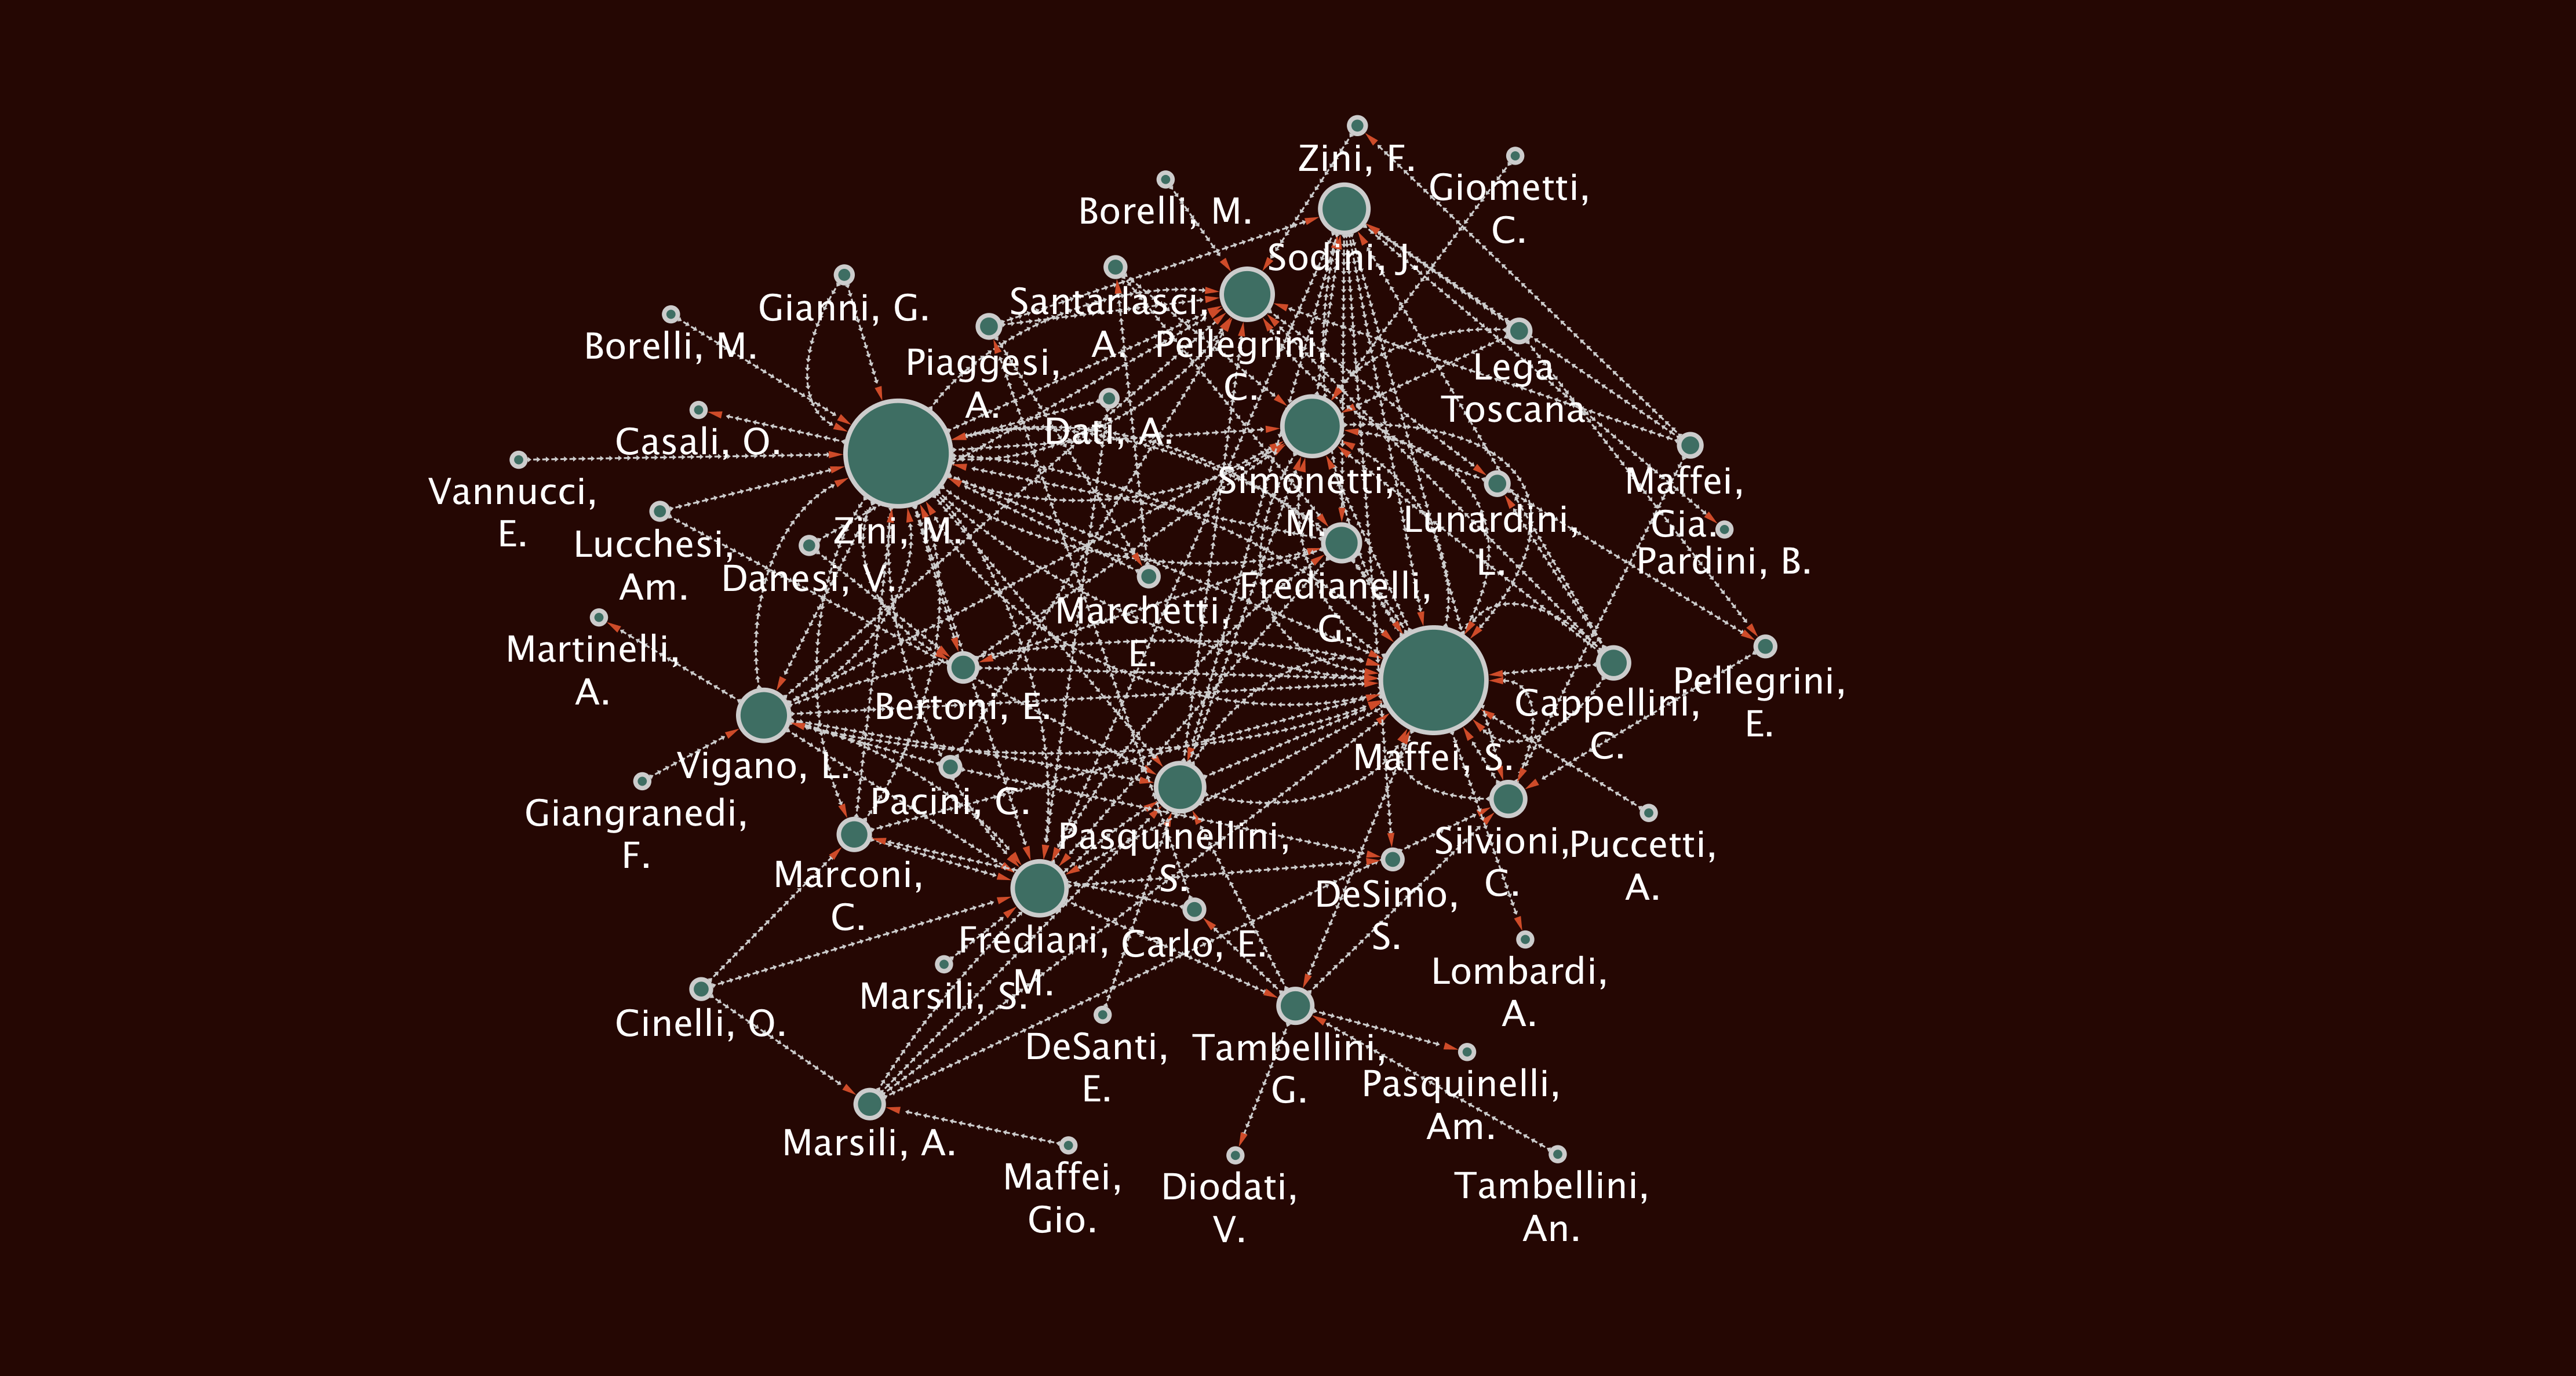 Zini, F.
Giometti,
C.
Borelli, M.
Sodini, J.
Gianni, G.
Santarlasci,
A.
Borelli, M.
Piaggesi,
A.
Pellegrini,
C.
Lega
Toscana
Casali, O.
Dati, A.
Vannucci,
E.
Simonetti,
M.
Maffei,
Gia.
Zini, M.
Lunardini,
L.
Lucchesi,
Am.
Danesi, V.
Pardini, B.
Fredianelli,
G.
Marchetti,
E.
Martinelli,
A.
Bertoni, E.
Cappellini,
C.
Pellegrini,
E.
Vigano, L.
Maffei, S.
Giangranedi,
F.
Pacini, C.
Pasquinellini,
S.
Silvioni,
C.
Puccetti,
A.
Marconi,
C.
DeSimo,
S.
Frediani,
M.
Carlo, E.
Lombardi,
A.
Marsili, S.
Cinelli, O.
DeSanti,
E.
Tambellini,
G.
Pasquinelli,
Am.
Marsili, A.
Maffei,
Gio.
Diodati,
V.
Tambellini,
An.